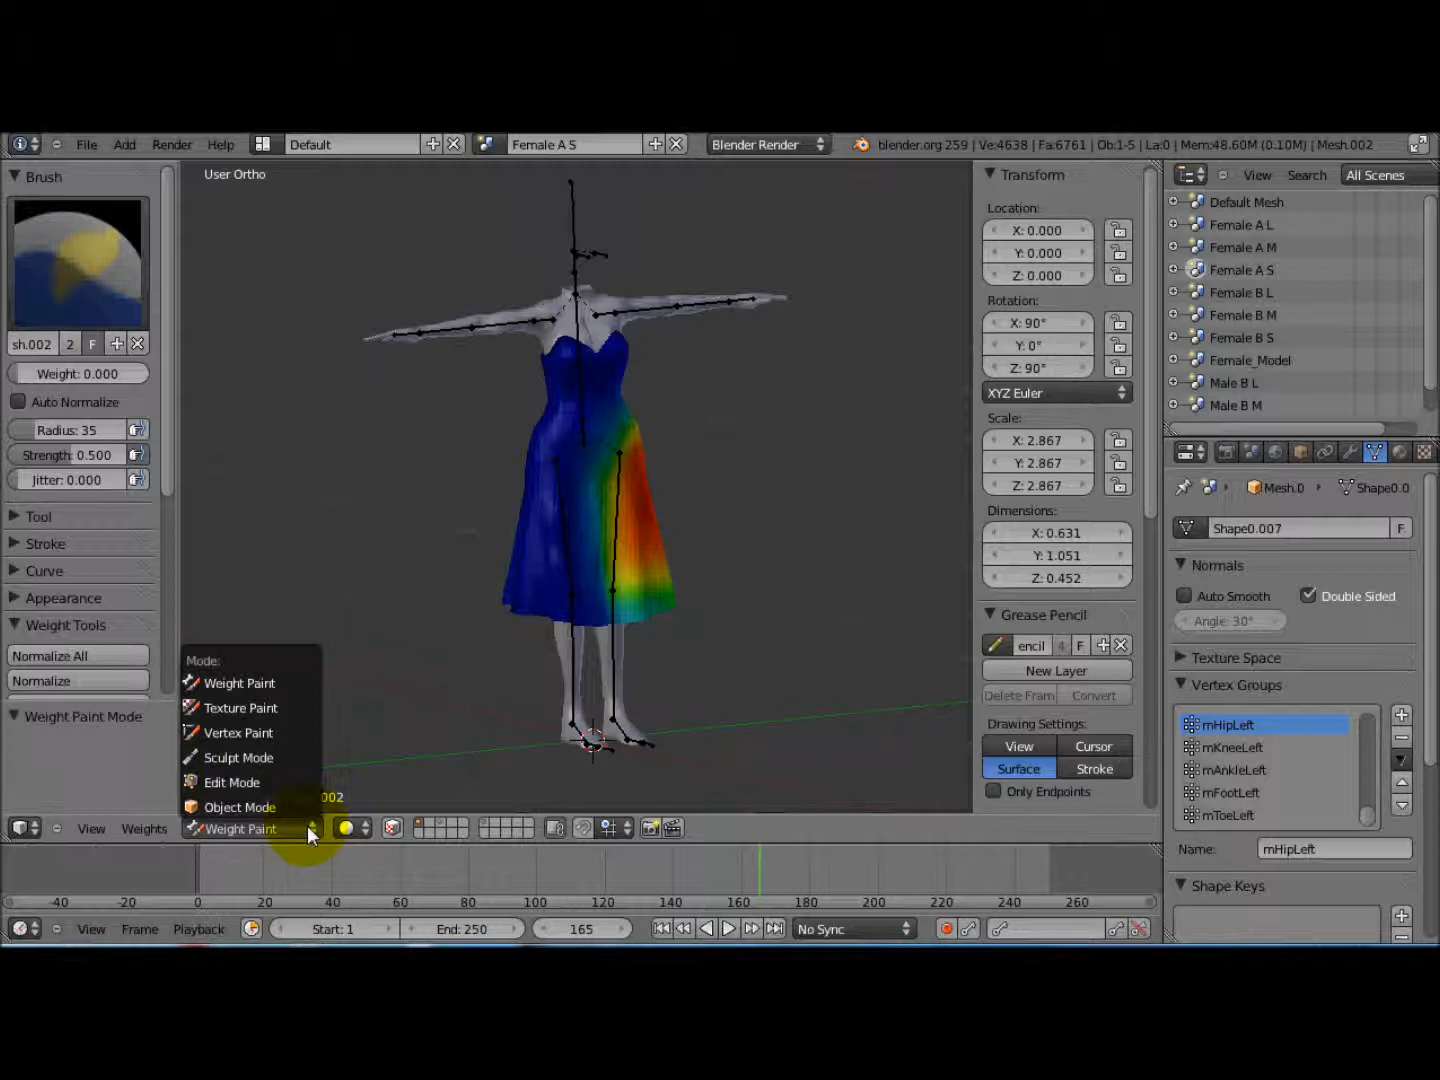 File Add Render Help Default Female A S Blender Render blender.org 259 | Ve:4638 | Fa:6761 | Ob:1-5 | La:0 | Mem:48.60M (0.10M) | Mesh.002
Brush
sh.002 2 F
Weight: 0.000
Auto Normalize
Radius: 35
Strength: 0.500
Jitter: 0.000
Tool
Stroke
Curve
Appearance
Weight Tools
Normalize All
Normalize
Weight Paint Mode
User Ortho
Mode:
Weight Paint
Texture Paint
Vertex Paint
Sculpt Mode
Edit Mode
Object Mode
002
View Weights Weight Paint
Transform
Location:
X: 0.000
Y: 0.000
Z: 0.000
Rotation:
X: 90°
Y: 0°
Z: 90°
XYZ Euler
Scale:
X: 2.867
Y: 2.867
Z: 2.867
Dimensions:
X: 0.631
Y: 1.051
Z: 0.452
Grease Pencil
encil 4 F
New Layer
Delete Fram Convert
Drawing Settings:
View Cursor
Surface Stroke
Only Endpoints
View Search All Scenes
Default Mesh
Female A L
Female A M
Female A S
Female B L
Female B M
Female B S
Female_Model
Male B L
Male B M
Mesh.0 Shape0.0
Shape0.007 F
Normals
Auto Smooth Double Sided
Angle: 30°
Texture Space
Vertex Groups
mHipLeft
mKneeLeft
mAnkleLeft
mFootLeft
mToeLeft
Name: mHipLeft
Shape Keys
-40 -20 0 20 40 60 80 100 120 140 160 180 200 220 240 260
View Frame Playback Start: 1 End: 250 165 No Sync